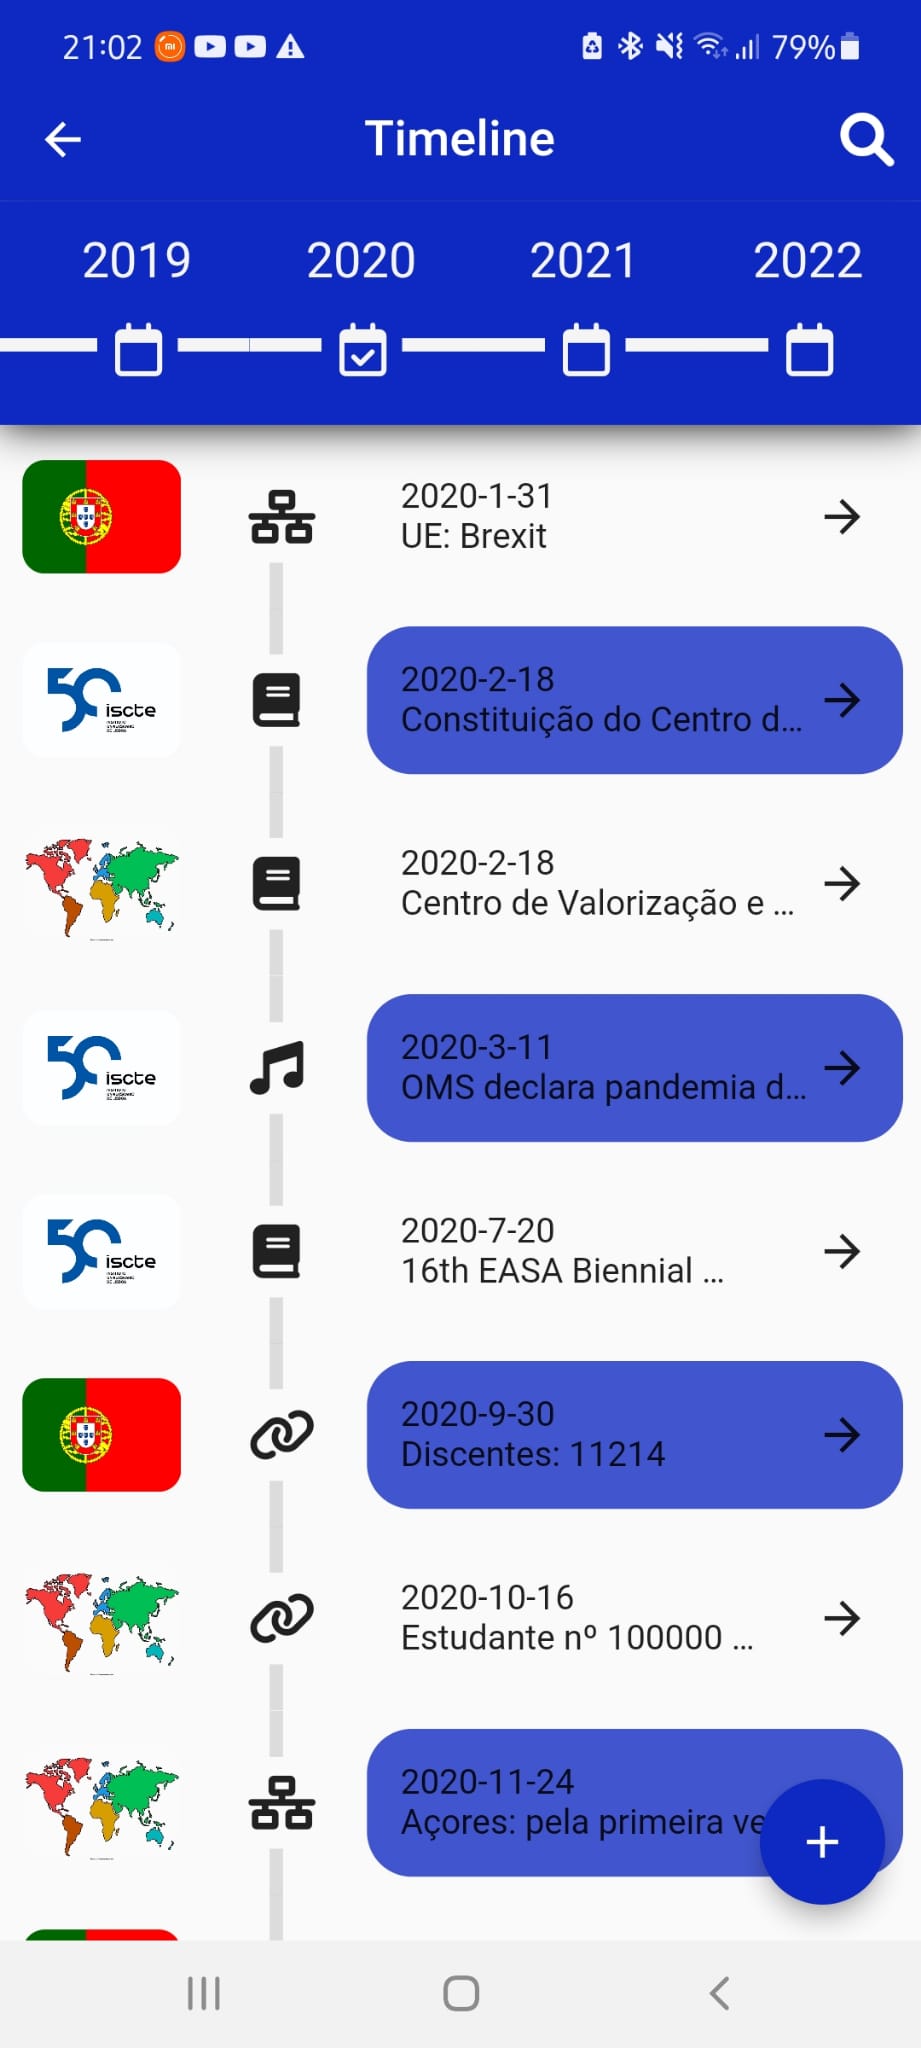 21:02
79%
Timeline
2019 2020 2021 2022
2020-1-31
UE: Brexit
50 iscte
2020-2-18
Constituição do Centro d...
2020-2-18
Centro de Valorização e ...
50 iscte
2020-3-11
OMS declara pandemia d...
50 iscte
2020-7-20
16th EASA Biennial ...
2020-9-30
Discentes: 11214
2020-10-16
Estudante nº 100000 ...
2020-11-24
Açores: pela primeira ve